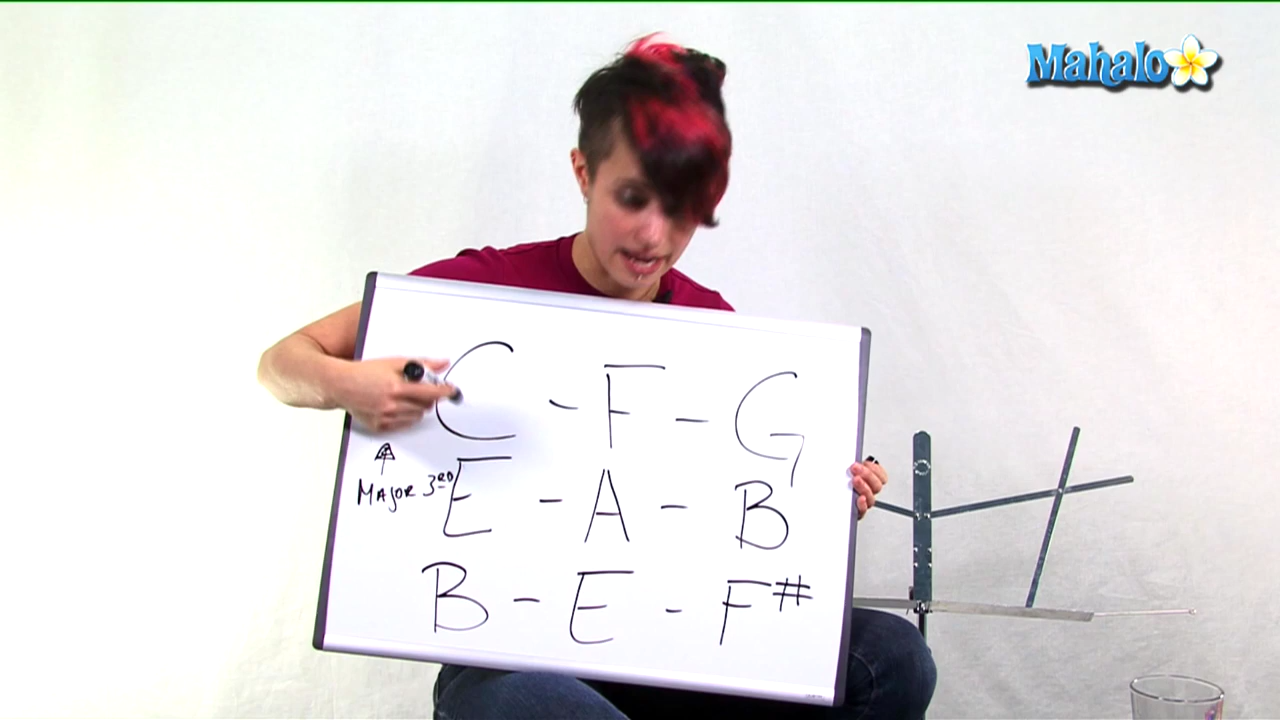 Mahalo
C - F - G
MAJOR 3RD
E - A - B
B - E - F#